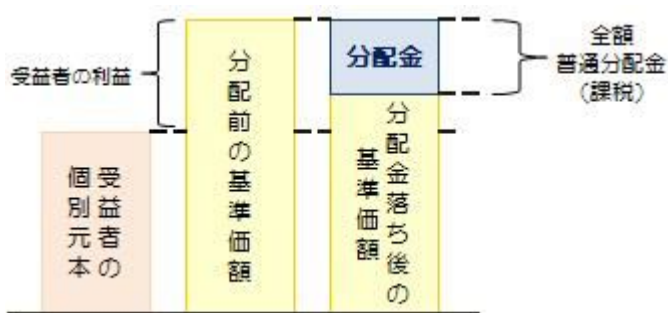 受益者の利益
受益者の
個別元本
分配前の基準価額
分配金
分配金落ち後の
基準価額
全額
普通分配金
(課税)